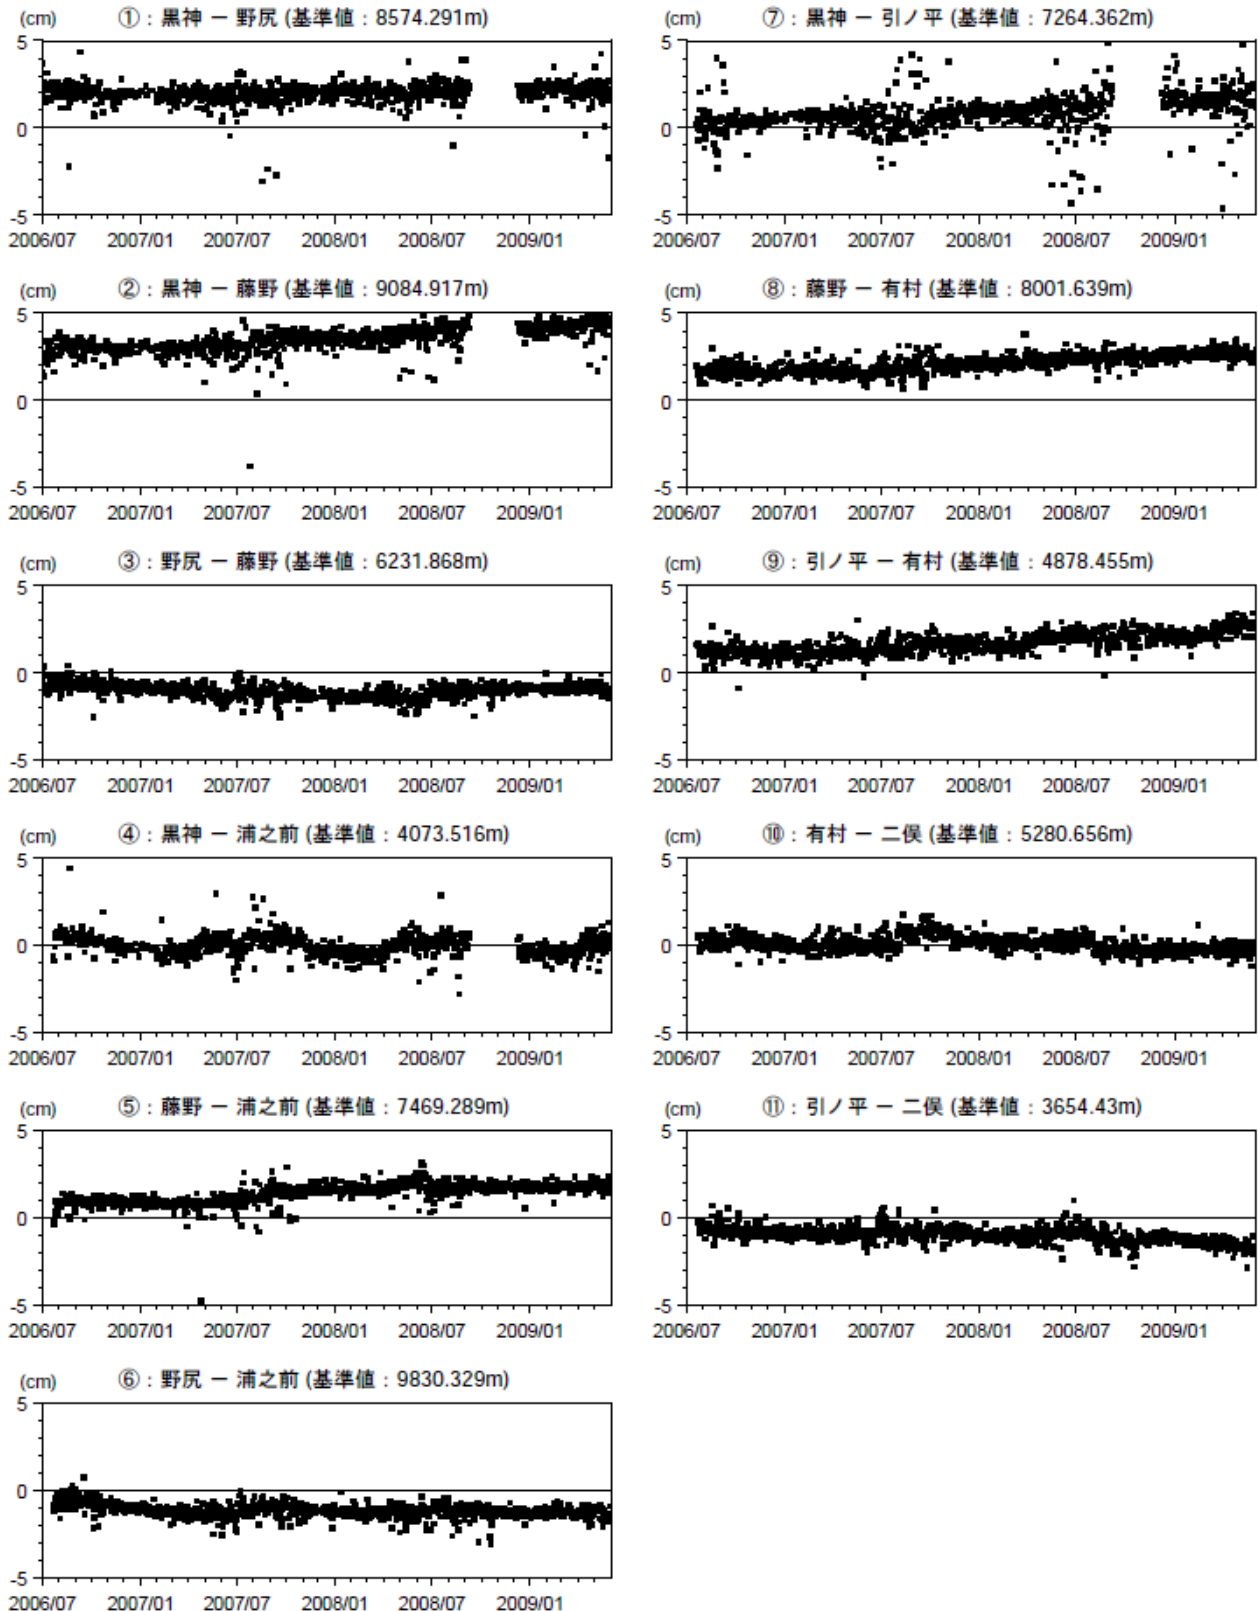 (cm) ①：黒神 ー 野尻 (基準値：8574.291m)
5
0
-5
2006/07 2007/01 2007/07 2008/01 2008/07 2009/01
(cm) ②：黒神 ー 藤野 (基準値：9084.917m)
5
0
-5
2006/07 2007/01 2007/07 2008/01 2008/07 2009/01
(cm) ③：野尻 ー 藤野 (基準値：6231.868m)
5
0
-5
2006/07 2007/01 2007/07 2008/01 2008/07 2009/01
(cm) ④：黒神 ー 浦之前 (基準値：4073.516m)
5
0
-5
2006/07 2007/01 2007/07 2008/01 2008/07 2009/01
(cm) ⑤：藤野 ー 浦之前 (基準値：7469.289m)
5
0
-5
2006/07 2007/01 2007/07 2008/01 2008/07 2009/01
(cm) ⑥：野尻 ー 浦之前 (基準値：9830.329m)
5
0
-5
2006/07 2007/01 2007/07 2008/01 2008/07 2009/01
(cm) ⑦：黒神 ー 引ノ平 (基準値：7264.362m)
5
0
-5
2006/07 2007/01 2007/07 2008/01 2008/07 2009/01
(cm) ⑧：藤野 ー 有村 (基準値：8001.639m)
5
0
-5
2006/07 2007/01 2007/07 2008/01 2008/07 2009/01
(cm) ⑨：引ノ平 ー 有村 (基準値：4878.455m)
5
0
-5
2006/07 2007/01 2007/07 2008/01 2008/07 2009/01
(cm) ⑩：有村 ー 二俣 (基準値：5280.656m)
5
0
-5
2006/07 2007/01 2007/07 2008/01 2008/07 2009/01
(cm) ⑪：引ノ平 ー 二俣 (基準値：3654.43m)
5
0
-5
2006/07 2007/01 2007/07 2008/01 2008/07 2009/01